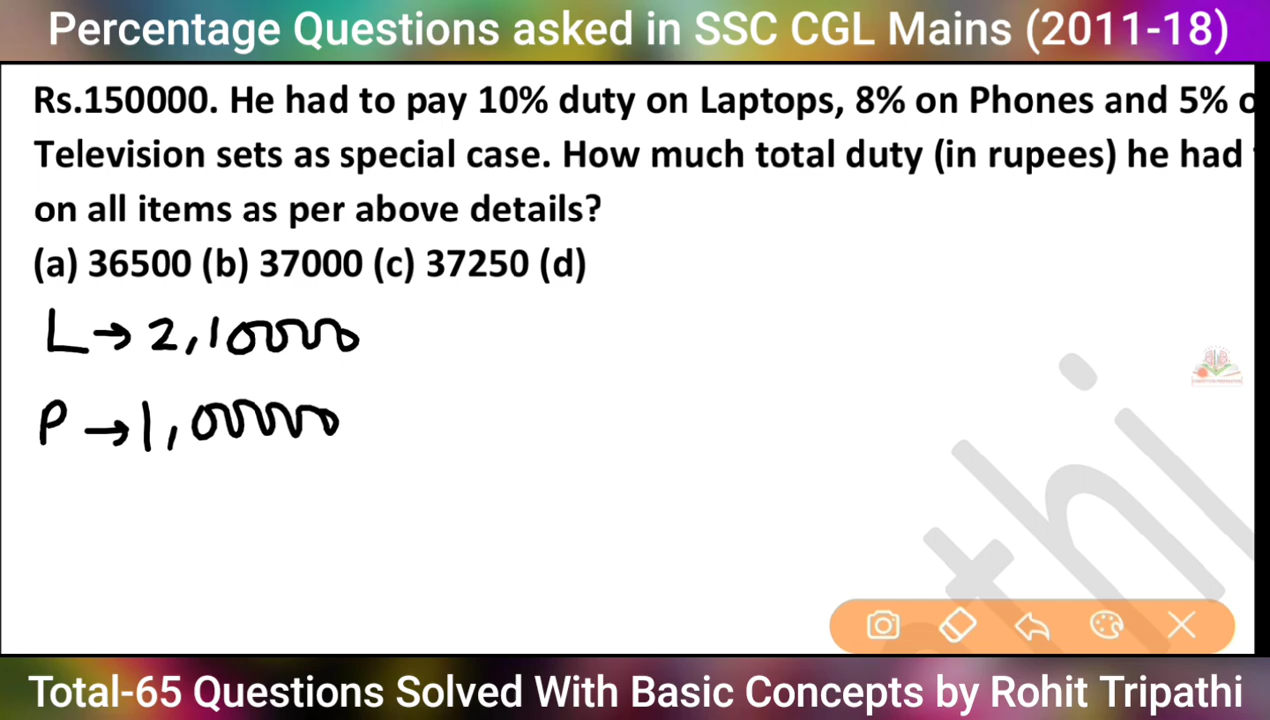 Percentage Questions asked in SSC CGL Mains (2011-18)
Rs.150000. He had to pay 10% duty on Laptops, 8% on Phones and 5% o
Television sets as special case. How much total duty (in rupees) he had
on all items as per above details?
(a) 36500 (b) 37000 (c) 37250 (d)
L → 2,10000
P → 1,00000
thi
Total-65 Questions Solved With Basic Concepts by Rohit Tripathi